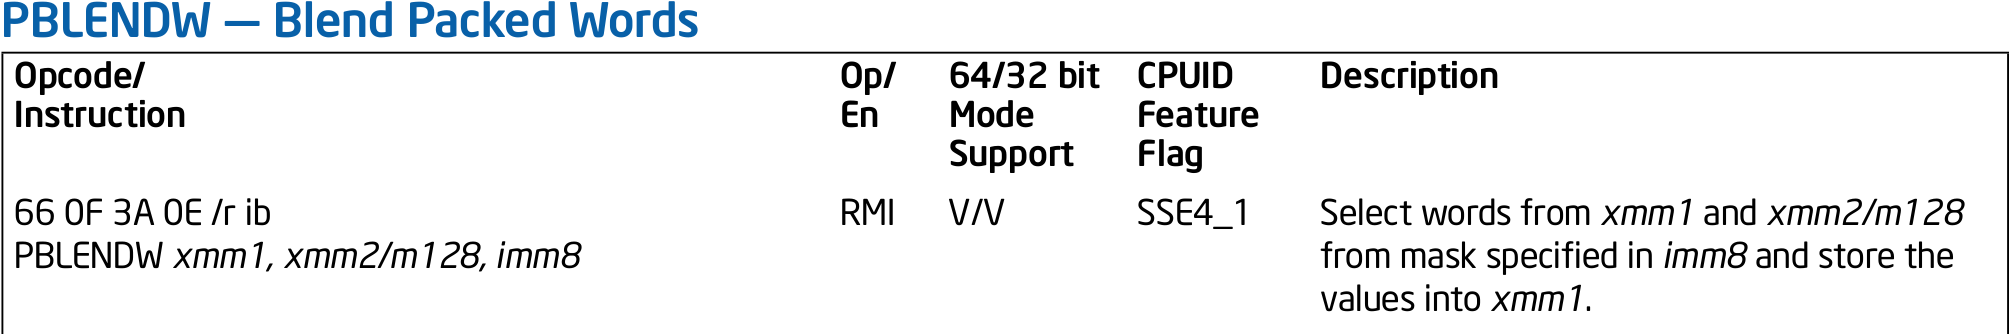 PBLENDW — Blend Packed Words
Opcode/ Op/ 64/32 bit CPUID Description
Instruction En Mode Feature
Support Flag
66 0F 3A 0E /r ib RMI V/V SSE4_1 Select words from xmm1 and xmm2/m128
PBLENDW xmm1, xmm2/m128, imm8 from mask specified in imm8 and store the
values into xmm1.